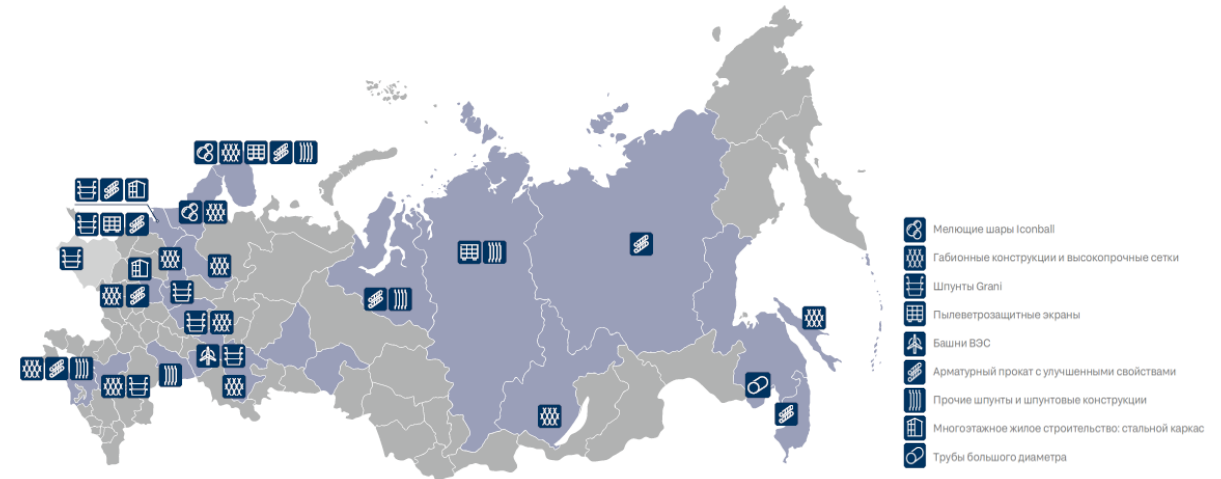 Мелющие шары Iconball
Габионные конструкции и высокопрочные сетки
Шпунты Grani
Пылеветрозащитные экраны
Башни ВЭС
Арматурный прокат с улучшенными свойствами
Прочие шпунты и шпунтовые конструкции
Многоэтажное жилое строительство: стальной каркас
Трубы большого диаметра